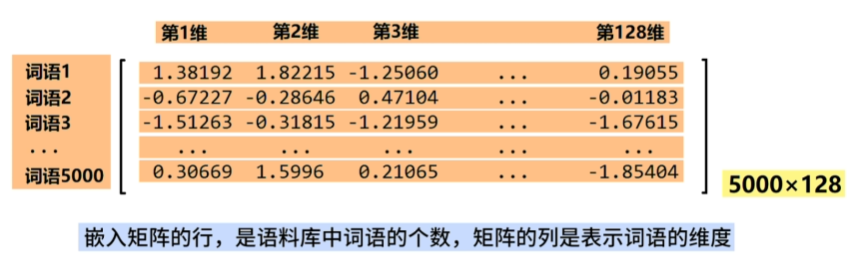 第1维 第2维 第3维 第128维
词语1 1.38192 1.82215 -1.25060 ... 0.19055
词语2 -0.67227 -0.28646 0.47104 ... -0.01183
词语3 -1.51263 -0.31815 -1.21959 ... -1.67615
... ... ... ... ... ...
词语5000 0.30669 1.5996 0.21065 ... -1.85404
5000×128
嵌入矩阵的行，是语料库中词语的个数，矩阵的列是表示词语的维度